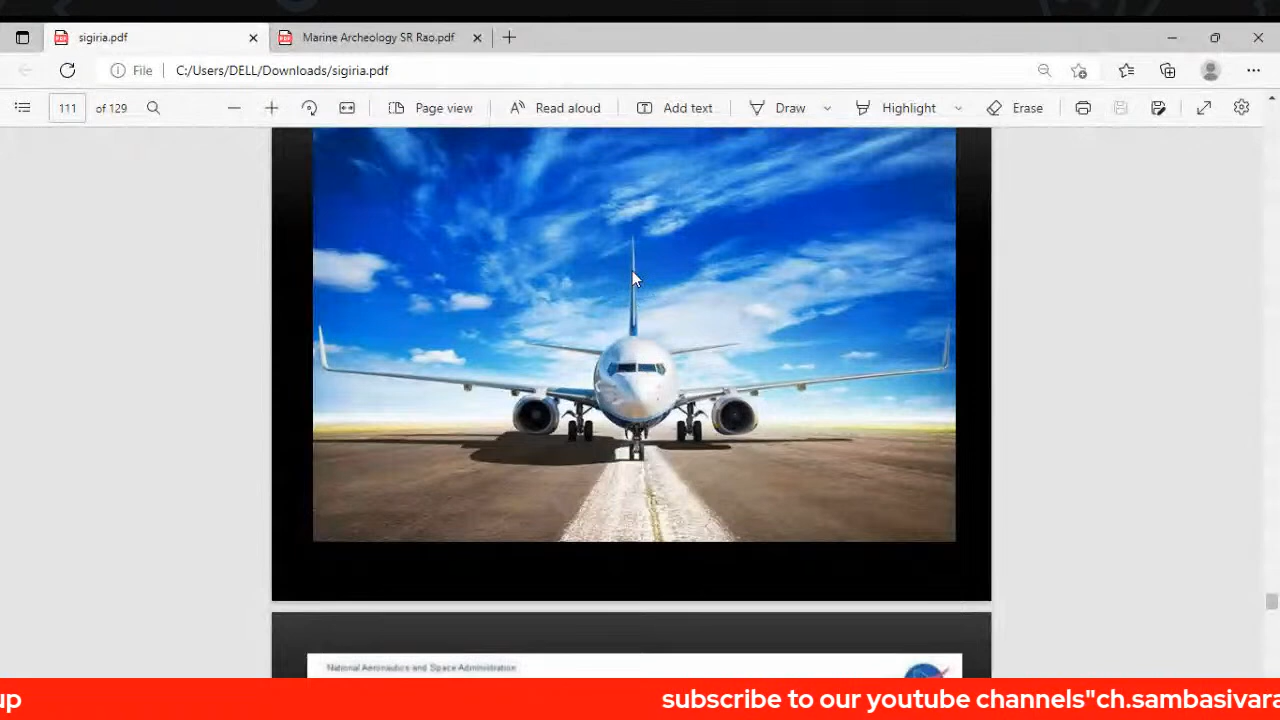 sigiria.pdf
Marine Archeology SR Rao.pdf
File
C:/Users/DELL/Downloads/sigiria.pdf
111 of 129
Page view
Read aloud
Add text
Draw
Highlight
Erase
National Aeronautics and Space Administration
up subscribe to our youtube channels"ch.sambasivara